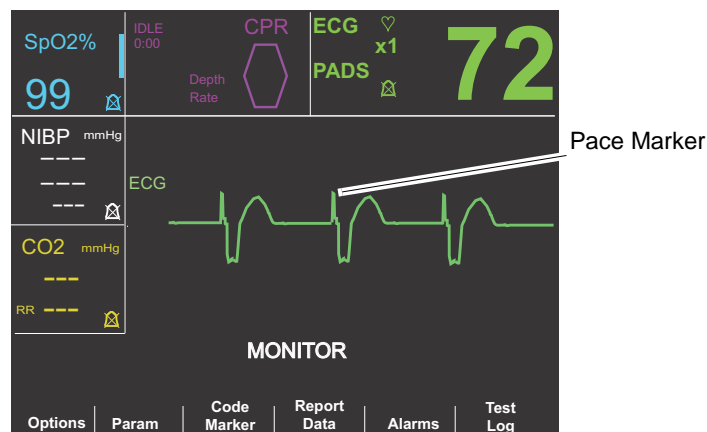 SpO2%
99
IDLE
0:00
CPR
Depth
Rate
ECG
x1
PADS
72
NIBP mmHg
---
---
---
ECG
Pace Marker
CO2 mmHg
---
RR ---
MONITOR
Options
Param
Code
Marker
Report
Data
Alarms
Test
Log